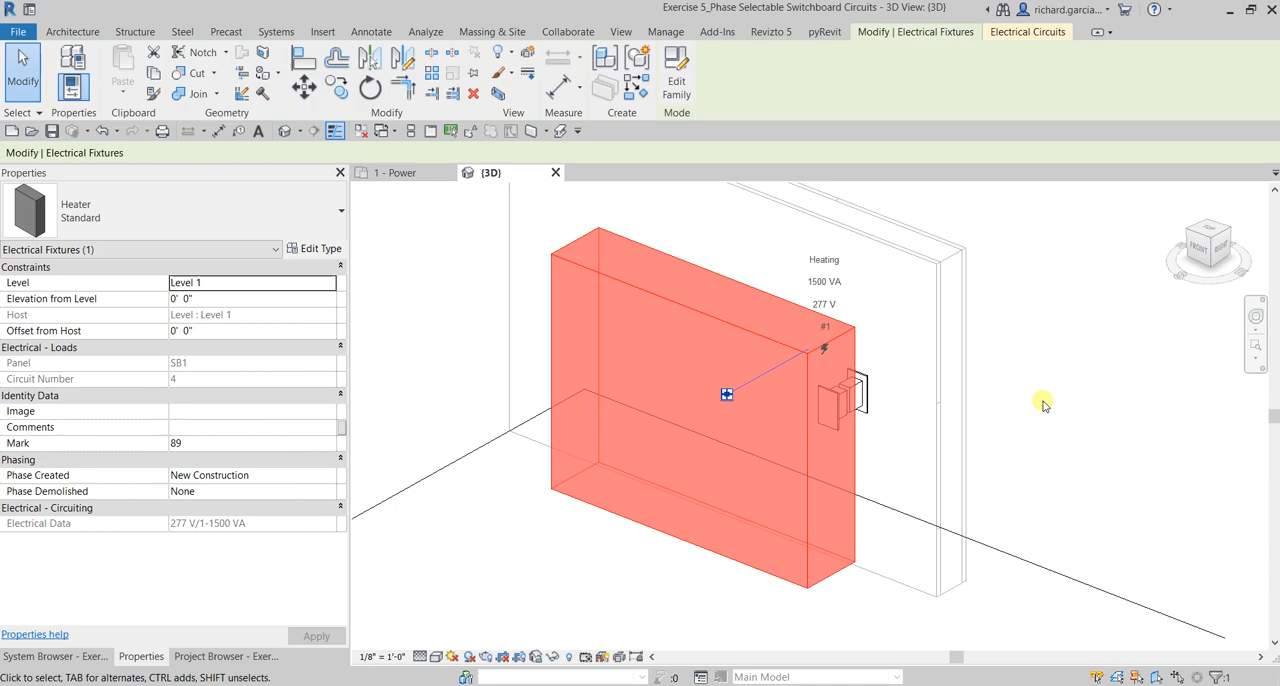 Exercise 5_Phase Selectable Switchboard Circuits - 3D View: {3D}
richard.garcia...
File Architecture Structure Steel Precast Systems Insert Annotate Analyze Massing & Site Collaborate View Manage Add-Ins Revizto 5 pyRevit Modify | Electrical Fixtures Electrical Circuits
Modify Paste Notch Cut Join Edit Family
Select Properties Clipboard Geometry Modify View Measure Create Mode
Modify | Electrical Fixtures
Properties
1 - Power
{3D}
Heater
Standard
Electrical Fixtures (1)
Edit Type
Constraints
Level Level 1
Elevation from Level 0' 0"
Host Level : Level 1
Offset from Host 0' 0"
Electrical - Loads
Panel SB1
Circuit Number 4
Identity Data
Image
Comments
Mark 89
Phasing
Phase Created New Construction
Phase Demolished None
Electrical - Circuiting
Electrical Data 277 V/1-1500 VA
Heating
1500 VA
277 V
#1
TOP
FRONT
RIGHT
Properties help
Apply
System Browser - Exer...
Properties
Project Browser - Exer...
1/8" = 1'-0"
Click to select, TAB for alternates, CTRL adds, SHIFT unselects.
:0
Main Model
:1